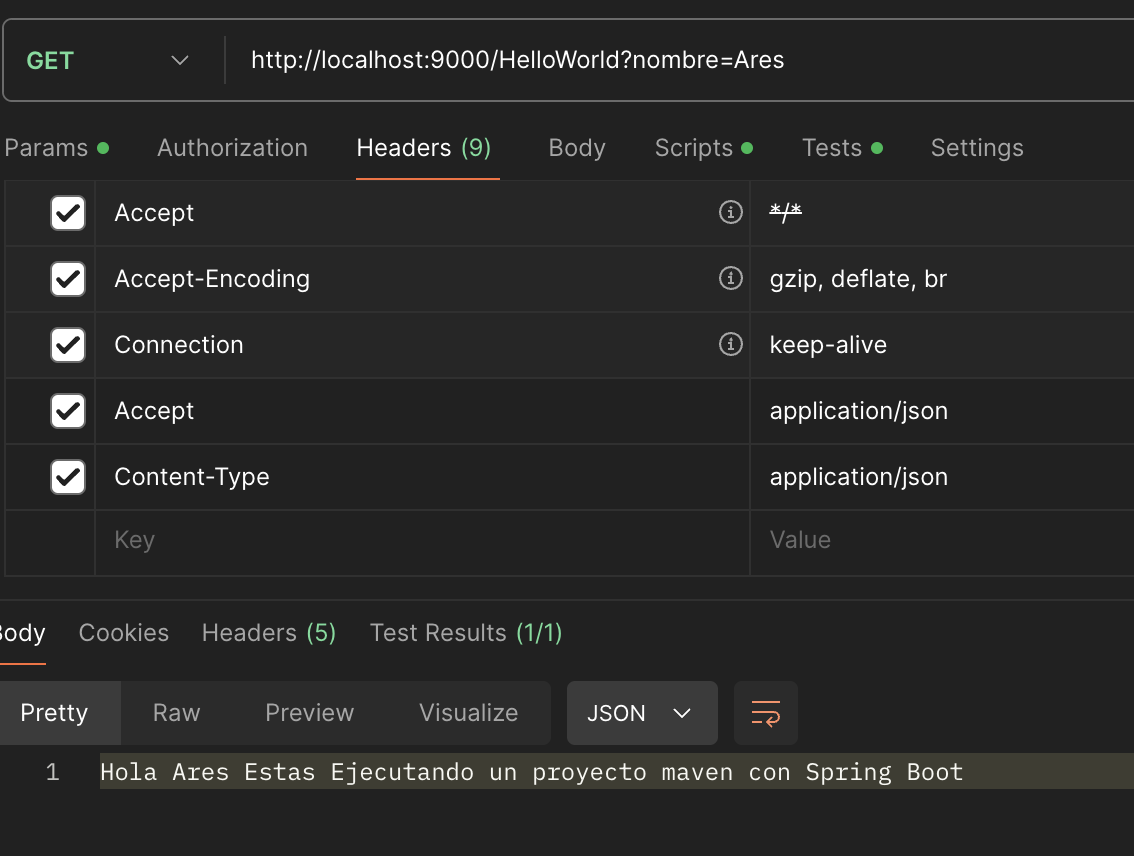 GET http://localhost:9000/HelloWorld?nombre=Ares
Params Authorization Headers (9) Body Scripts Tests Settings
Accept */*
Accept-Encoding gzip, deflate, br
Connection keep-alive
Accept application/json
Content-Type application/json
Key Value
Body Cookies Headers (5) Test Results (1/1)
Pretty Raw Preview Visualize JSON
1 Hola Ares Estas Ejecutando un proyecto maven con Spring Boot